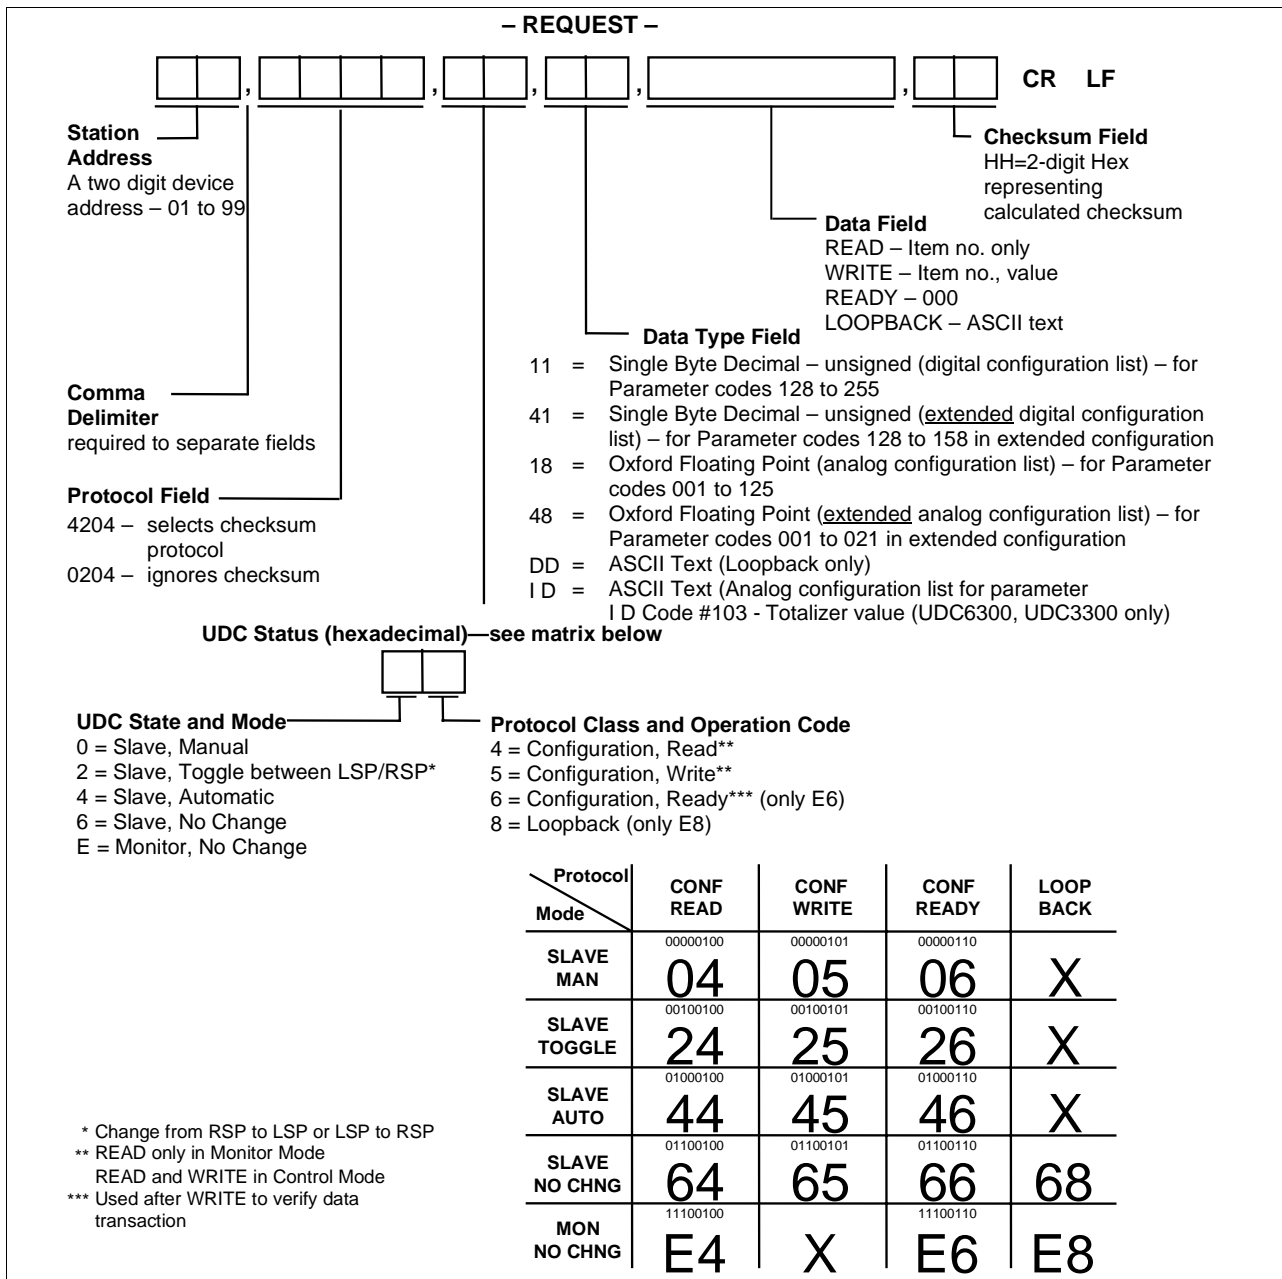 – REQUEST –
, , , , , CR LF
Station
Address
A two digit device
address – 01 to 99
Checksum Field
HH=2-digit Hex
representing
calculated checksum
Data Field
READ – Item no. only
WRITE – Item no., value
READY – 000
LOOPBACK – ASCII text
Data Type Field
11 = Single Byte Decimal – unsigned (digital configuration list) – for
Parameter codes 128 to 255
41 = Single Byte Decimal – unsigned (extended digital configuration
list) – for Parameter codes 128 to 158 in extended configuration
18 = Oxford Floating Point (analog configuration list) – for Parameter
codes 001 to 125
48 = Oxford Floating Point (extended analog configuration list) – for
Parameter codes 001 to 021 in extended configuration
DD = ASCII Text (Loopback only)
I D = ASCII Text (Analog configuration list for parameter
I D Code #103 - Totalizer value (UDC6300, UDC3300 only)
Comma
Delimiter
required to separate fields
Protocol Field
4204 – selects checksum
protocol
0204 – ignores checksum
UDC Status (hexadecimal)—see matrix below
UDC State and Mode
0 = Slave, Manual
2 = Slave, Toggle between LSP/RSP*
4 = Slave, Automatic
6 = Slave, No Change
E = Monitor, No Change
Protocol Class and Operation Code
4 = Configuration, Read**
5 = Configuration, Write**
6 = Configuration, Ready*** (only E6)
8 = Loopback (only E8)
Protocol
Mode
CONF
READ
CONF
WRITE
CONF
READY
LOOP
BACK
SLAVE
MAN
00000100 00000101 00000110
04 05 06 X
SLAVE
TOGGLE
00100100 00100101 00100110
24 25 26 X
SLAVE
AUTO
01000100 01000101 01000110
44 45 46 X
SLAVE
NO CHNG
01100100 01100101 01100110
64 65 66 68
MON
NO CHNG
11100100 11100110
E4 X E6 E8
* Change from RSP to LSP or LSP to RSP
** READ only in Monitor Mode
READ and WRITE in Control Mode
*** Used after WRITE to verify data
transaction